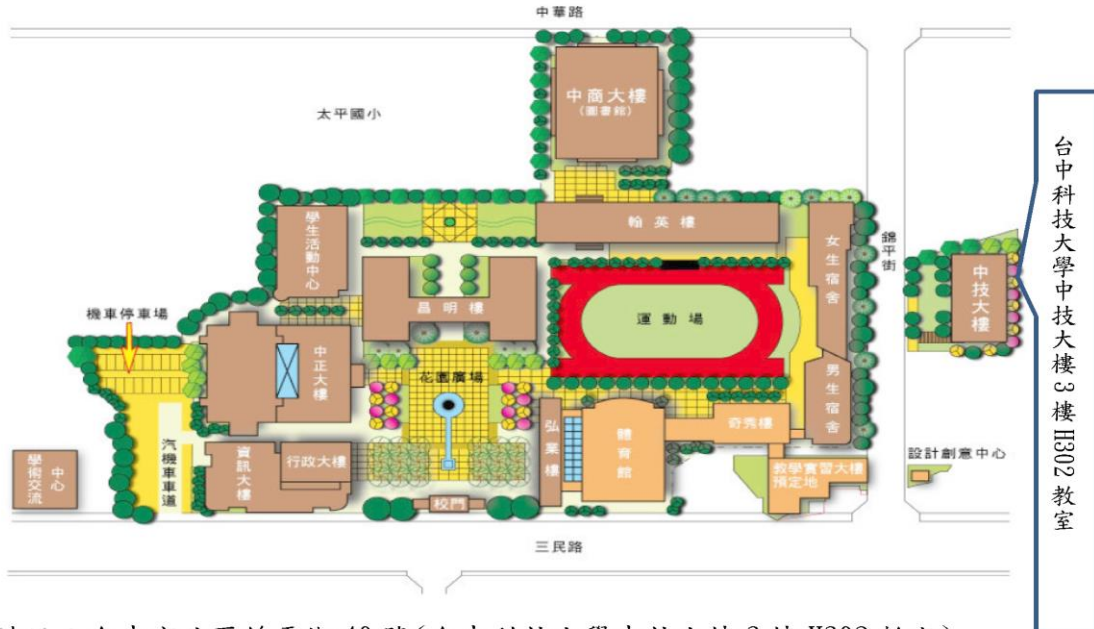 中華路
太平國小
中商大樓
(圖書館)
翰英樓
學生活動中心
昌明樓
運動場
女生宿舍
錦平街
中技大樓
機車停車場
中正大樓
花園廣場
男生宿舍
弘業樓
體育館
奇秀樓
學術交流中心
汽機車車道
資訊大樓
行政大樓
校門
教學實習大樓
預定地
設計創意中心
三民路
台中科技大學中技大樓3樓H302教室